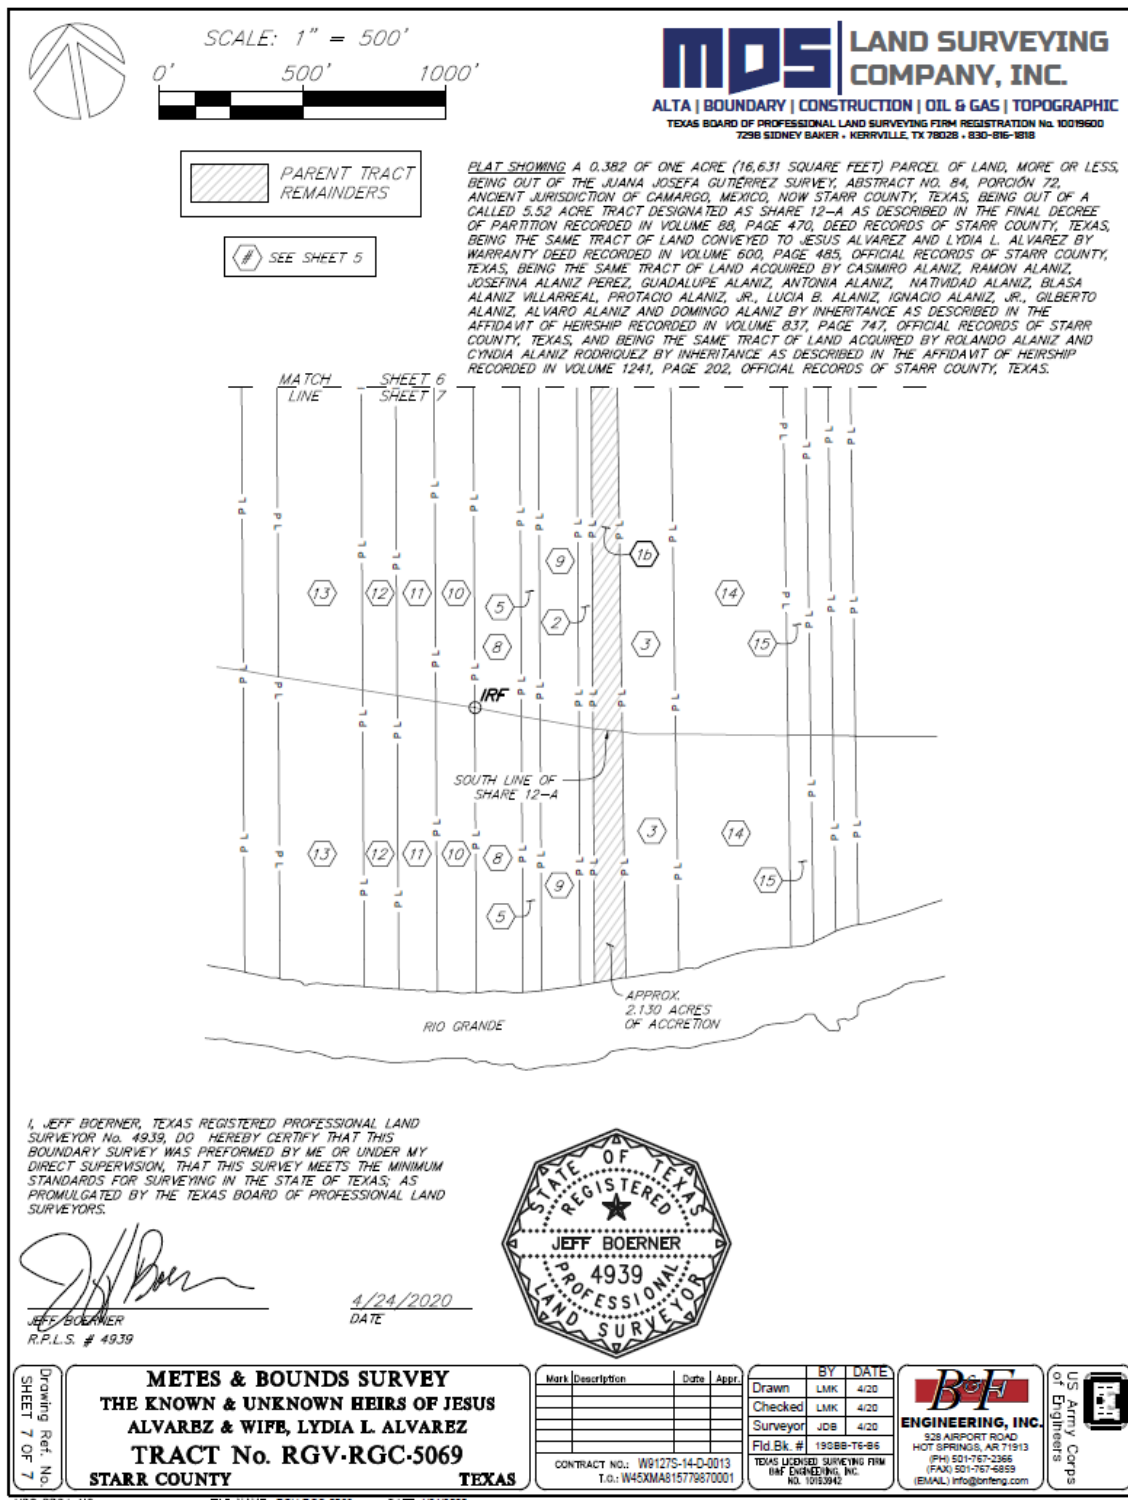 SCALE: 1" = 500'
0' 500' 1000'
MDS LAND SURVEYING
COMPANY, INC.
ALTA | BOUNDARY | CONSTRUCTION | OIL & GAS | TOPOGRAPHIC
TEXAS BOARD OF PROFESSIONAL LAND SURVEYING FIRM REGISTRATION No. 10019600
729B SIDNEY BAKER • KERRVILLE, TX 78028 • 830-816-1818
PARENT TRACT
REMAINDERS
# SEE SHEET 5
PLAT SHOWING A 0.382 OF ONE ACRE (16,631 SQUARE FEET) PARCEL OF LAND, MORE OR LESS,
BEING OUT OF THE JUANA JOSEFA GUTIÉRREZ SURVEY, ABSTRACT NO. 84, PORCIÓN 72,
ANCIENT JURISDICTION OF CAMARGO, MEXICO, NOW STARR COUNTY, TEXAS, BEING OUT OF A
CALLED 5.52 ACRE TRACT DESIGNATED AS SHARE 12-A AS DESCRIBED IN THE FINAL DECREE
OF PARTITION RECORDED IN VOLUME 88, PAGE 470, DEED RECORDS OF STARR COUNTY, TEXAS,
BEING THE SAME TRACT OF LAND CONVEYED TO JESUS ALVAREZ AND LYDIA L. ALVAREZ BY
WARRANTY DEED RECORDED IN VOLUME 600, PAGE 485, OFFICIAL RECORDS OF STARR COUNTY,
TEXAS, BEING THE SAME TRACT OF LAND ACQUIRED BY CASIMIRO ALANIZ, RAMON ALANIZ,
JOSEFINA ALANIZ PEREZ, GUADALUPE ALANIZ, ANTONIA ALANIZ, NATIVIDAD ALANIZ, BLASA
ALANIZ VILLARREAL, PROTACIO ALANIZ, JR., LUCIA B. ALANIZ, IGNACIO ALANIZ, JR., GILBERTO
ALANIZ, ALVARO ALANIZ AND DOMINGO ALANIZ BY INHERITANCE AS DESCRIBED IN THE
AFFIDAVIT OF HEIRSHIP RECORDED IN VOLUME 837, PAGE 747, OFFICIAL RECORDS OF STARR
COUNTY, TEXAS, AND BEING THE SAME TRACT OF LAND ACQUIRED BY ROLANDO ALANIZ AND
CYNDIA ALANIZ RODRIQUEZ BY INHERITANCE AS DESCRIBED IN THE AFFIDAVIT OF HEIRSHIP
RECORDED IN VOLUME 1241, PAGE 202, OFFICIAL RECORDS OF STARR COUNTY, TEXAS.
MATCH SHEET 6
LINE SHEET 7
9 1b
13 12 11 10 5 14
2
8 3 15
IRF
SOUTH LINE OF
SHARE 12-A
3 14
13 12 11 10 8
9 15
5
APPROX.
2.130 ACRES
OF ACCRETION
RIO GRANDE
I, JEFF BOERNER, TEXAS REGISTERED PROFESSIONAL LAND
SURVEYOR No. 4939, DO HEREBY CERTIFY THAT THIS
BOUNDARY SURVEY WAS PREFORMED BY ME OR UNDER MY
DIRECT SUPERVISION, THAT THIS SURVEY MEETS THE MINIMUM
STANDARDS FOR SURVEYING IN THE STATE OF TEXAS; AS
PROMULGATED BY THE TEXAS BOARD OF PROFESSIONAL LAND
SURVEYORS.
JEFF BOERNER
R.P.L.S. # 4939
4/24/2020
DATE
STATE OF TEXAS
REGISTERED
JEFF BOERNER
4939
PROFESSIONAL
LAND SURVEYOR
Drawing Ref. No.
SHEET 7 OF 7
METES & BOUNDS SURVEY
THE KNOWN & UNKNOWN HEIRS OF JESUS
ALVAREZ & WIFE, LYDIA L. ALVAREZ
TRACT No. RGV-RGC-5069
STARR COUNTY TEXAS
Mark Description Date Appr.
CONTRACT NO.: W9127S-14-D-0013
T.O.: W45XMA815779870001
BY DATE
Drawn LMK 4/20
Checked LMK 4/20
Surveyor JDB 4/20
Fld.Bk. # 19GBB-T6-B6
TEXAS LICENSED SURVEYING FIRM
B&F ENGINEERING, INC.
NO. 10193942
B&F
ENGINEERING, INC.
928 AIRPORT ROAD
HOT SPRINGS, AR 71913
(PH) 501-767-2366
(FAX) 501-767-6859
(EMAIL) info@bnfeng.com
US Army Corps
of Engineers